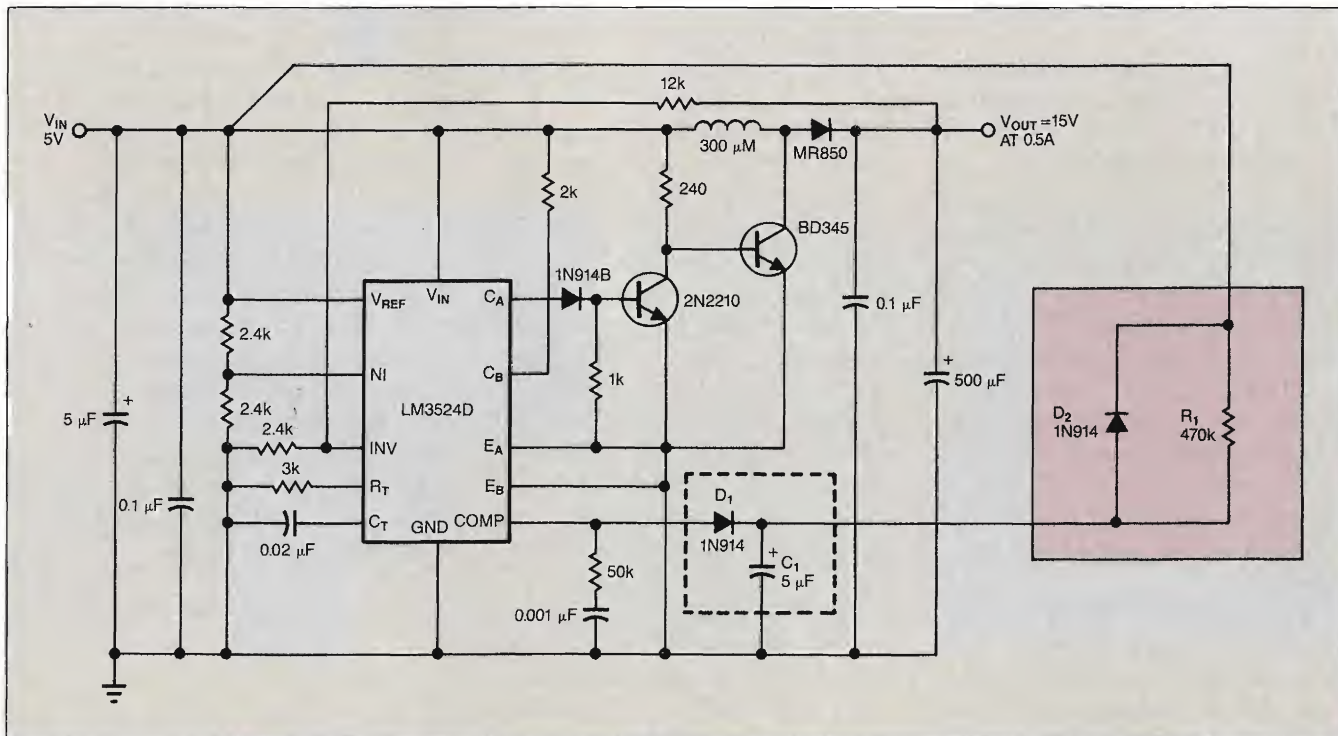 12k
V_IN
5V
V_OUT =15V
AT 0.5A
300 μM
MR850
2k
240
BD345
1N914B
V_REF
V_IN
C_A
2N2210
0.1 μF
2.4k
NI
C_B
1k
500 μF
+
5 μF
+
2.4k
LM3524D
D_2
1N914
R_1
470k
2.4k
INV
E_A
3k
R_T
E_B
D_1
0.1 μF
C_T
GND
COMP
1N914
+
C_1
5 μF
0.02 μF
50k
0.001 μF